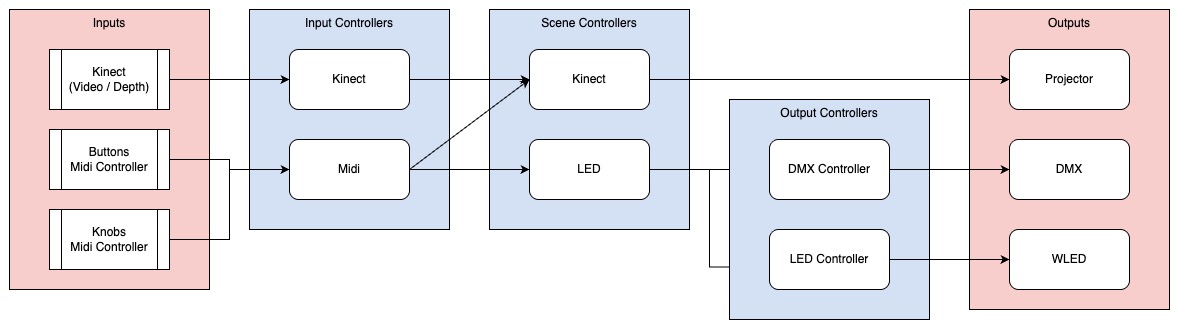 Inputs
Kinect
(Video / Depth)
Buttons
Midi Controller
Knobs
Midi Controller
Input Controllers
Kinect
Midi
Scene Controllers
Kinect
LED
Output Controllers
DMX Controller
LED Controller
Outputs
Projector
DMX
WLED